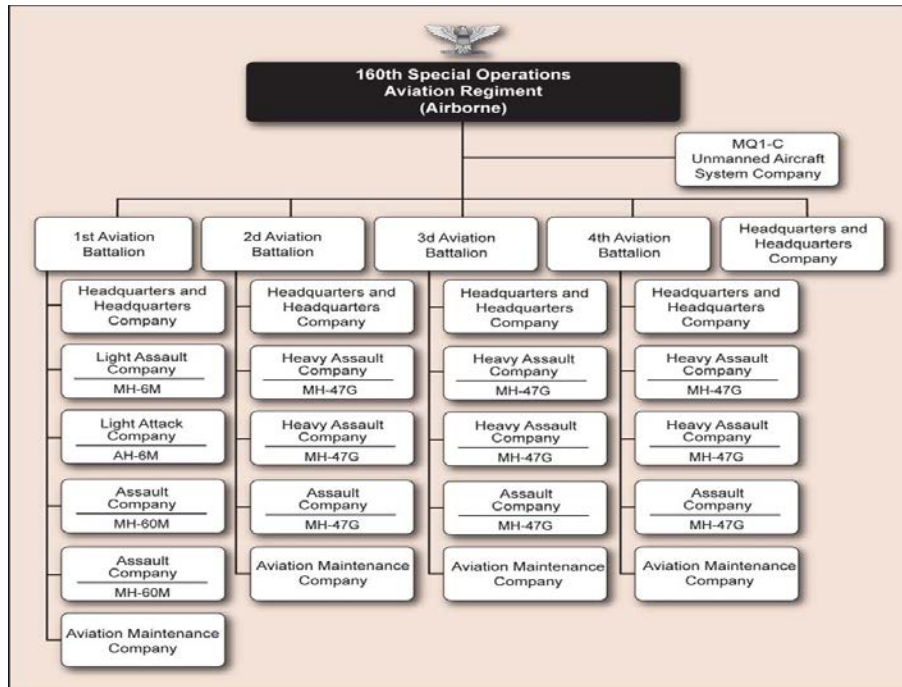 160th Special Operations
Aviation Regiment
(Airborne)
MQ1-C
Unmanned Aircraft
System Company
1st Aviation
Battalion
2d Aviation
Battalion
3d Aviation
Battalion
4th Aviation
Battalion
Headquarters and
Headquarters
Company
Headquarters and
Headquarters
Company
Light Assault
Company
MH-6M
Light Attack
Company
AH-6M
Assault
Company
MH-60M
Assault
Company
MH-60M
Aviation Maintenance
Company
Headquarters and
Headquarters
Company
Heavy Assault
Company
MH-47G
Heavy Assault
Company
MH-47G
Assault
Company
MH-47G
Aviation Maintenance
Company
Headquarters and
Headquarters
Company
Heavy Assault
Company
MH-47G
Heavy Assault
Company
MH-47G
Assault
Company
MH-47G
Aviation Maintenance
Company
Headquarters and
Headquarters
Company
Heavy Assault
Company
MH-47G
Heavy Assault
Company
MH-47G
Assault
Company
MH-47G
Aviation Maintenance
Company